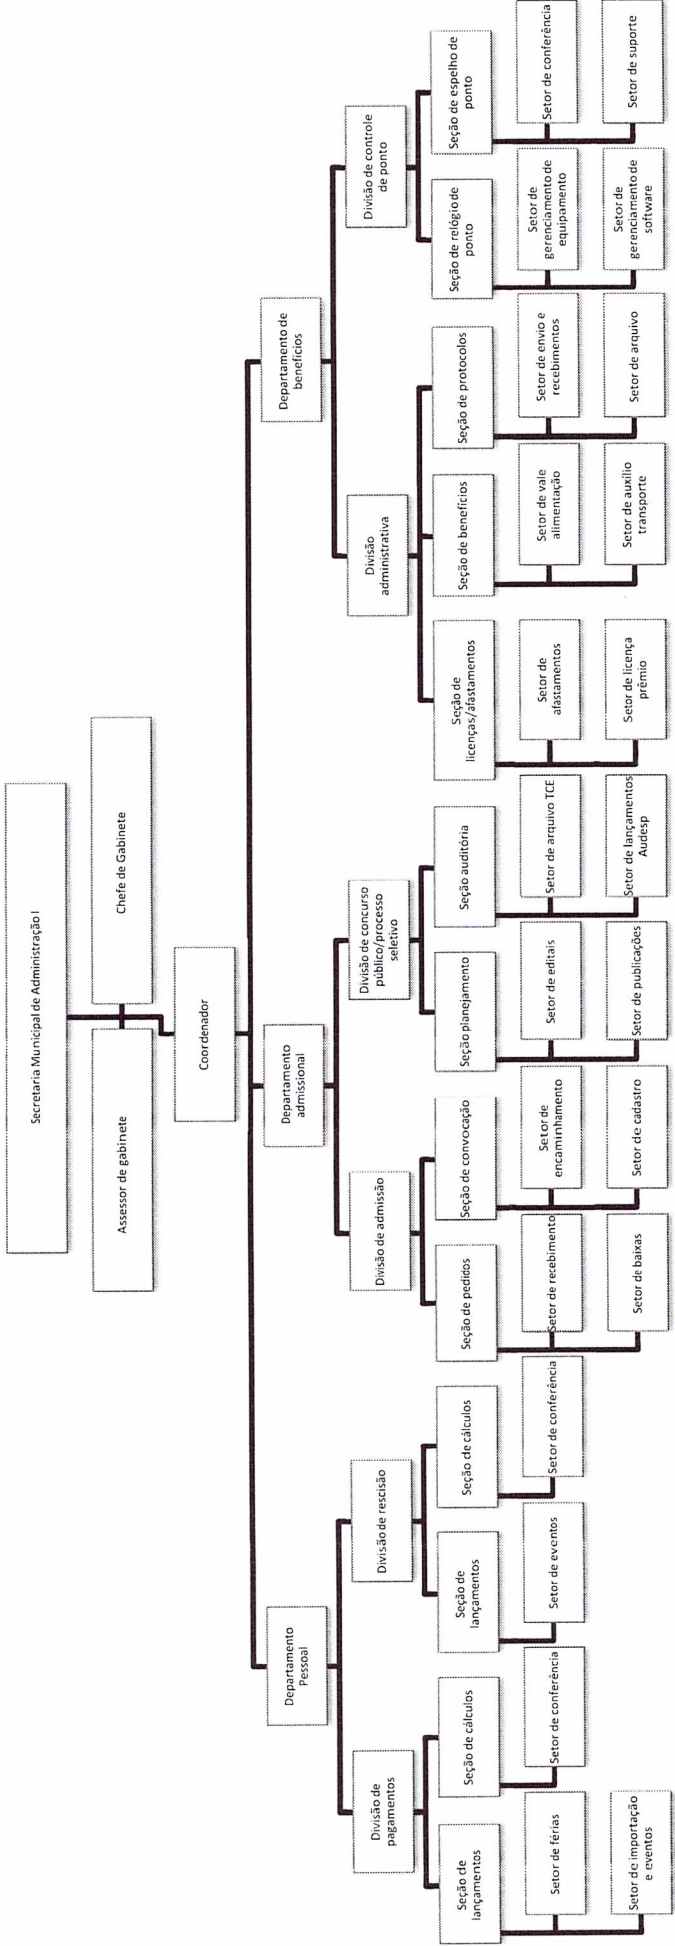 Secretaria Municipal de Administração I
Assessor de gabinete
Chefe de Gabinete
Coordenador
Departamento
Pessoal
Departamento
admissional
Departamento de
benefícios
Divisão de
pagamentos
Divisão de rescisão
Divisão de admissão
Divisão de concurso
público/processo
seletivo
Divisão
administrativa
Divisão de controle
de ponto
Seção de
lançamentos
Seção de cálculos
Seção de
lançamentos
Seção de cálculos
Seção de pedidos
Seção de convocação
Seção planejamento
Seção auditória
Seção de
licenças/afastamentos
Seção de benefícios
Seção de protocolos
Seção de relógio de
ponto
Seção de espelho de
ponto
Setor de férias
Setor de conferência
Setor de eventos
Setor de conferência
Setor de recebimento
Setor de
encaminhamento
Setor de editais
Setor de arquivo TCE
Setor de
afastamentos
Setor de vale
alimentação
Setor de envio e
recebimentos
Setor de
gerenciamento de
equipamento
Setor de conferência
Setor de importação
e eventos
Setor de baixas
Setor de cadastro
Setor de publicações
Setor de lançamentos
Audesp
Setor de licença
prêmio
Setor de auxílio
transporte
Setor de arquivo
Setor de
gerenciamento de
software
Setor de suporte